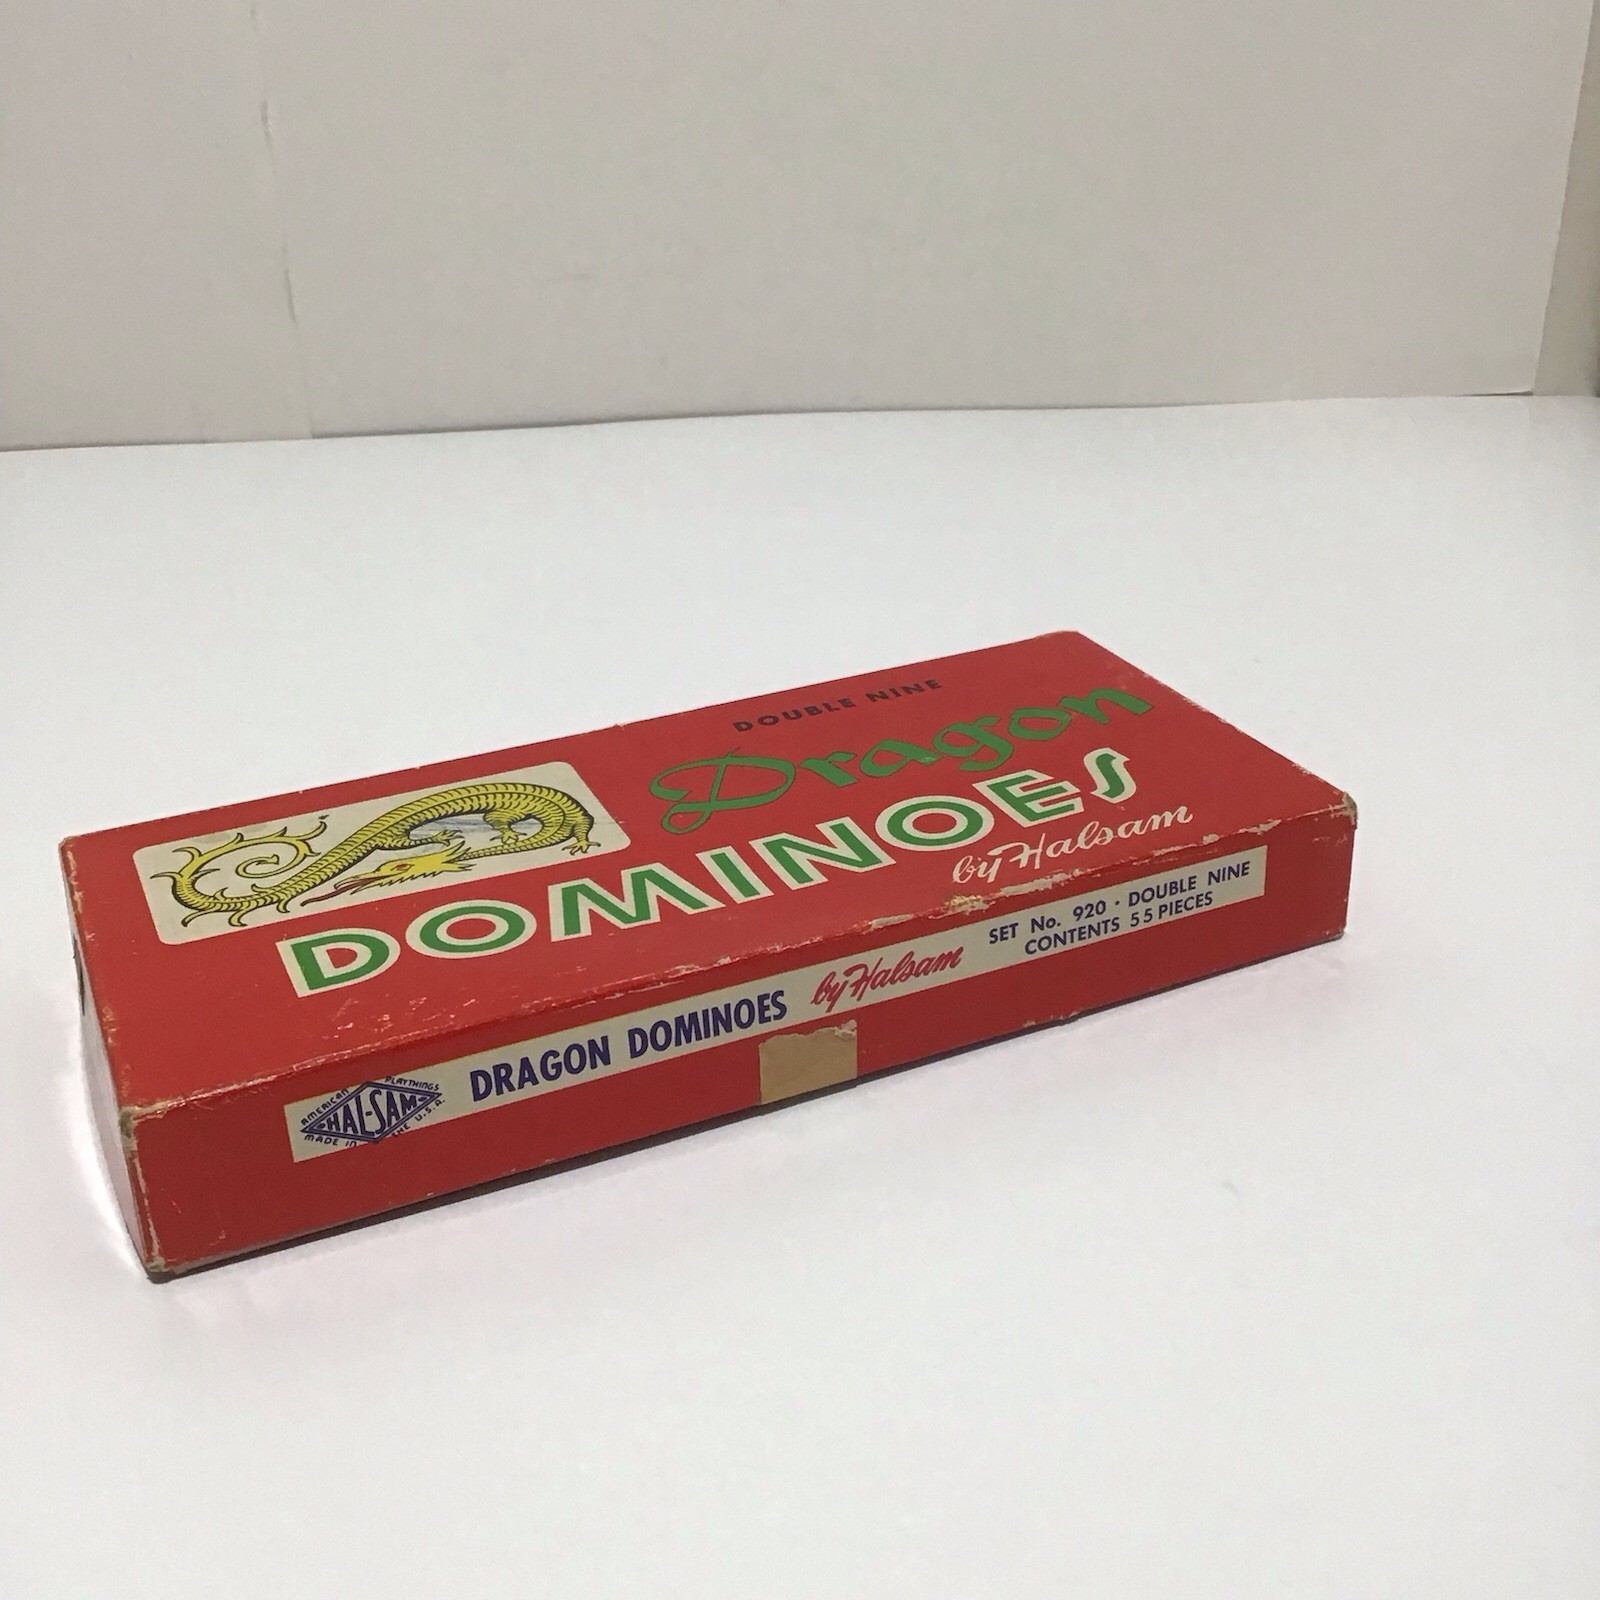 DOUBLE NINE
Dragon
DOMINOES
by Halsam
AMERICAN PLAYTHINGS
HAL-SAM
MADE IN THE U.S.A.
DRAGON DOMINOES by Halsam
SET No. 920 · DOUBLE NINE
CONTENTS 55 PIECES